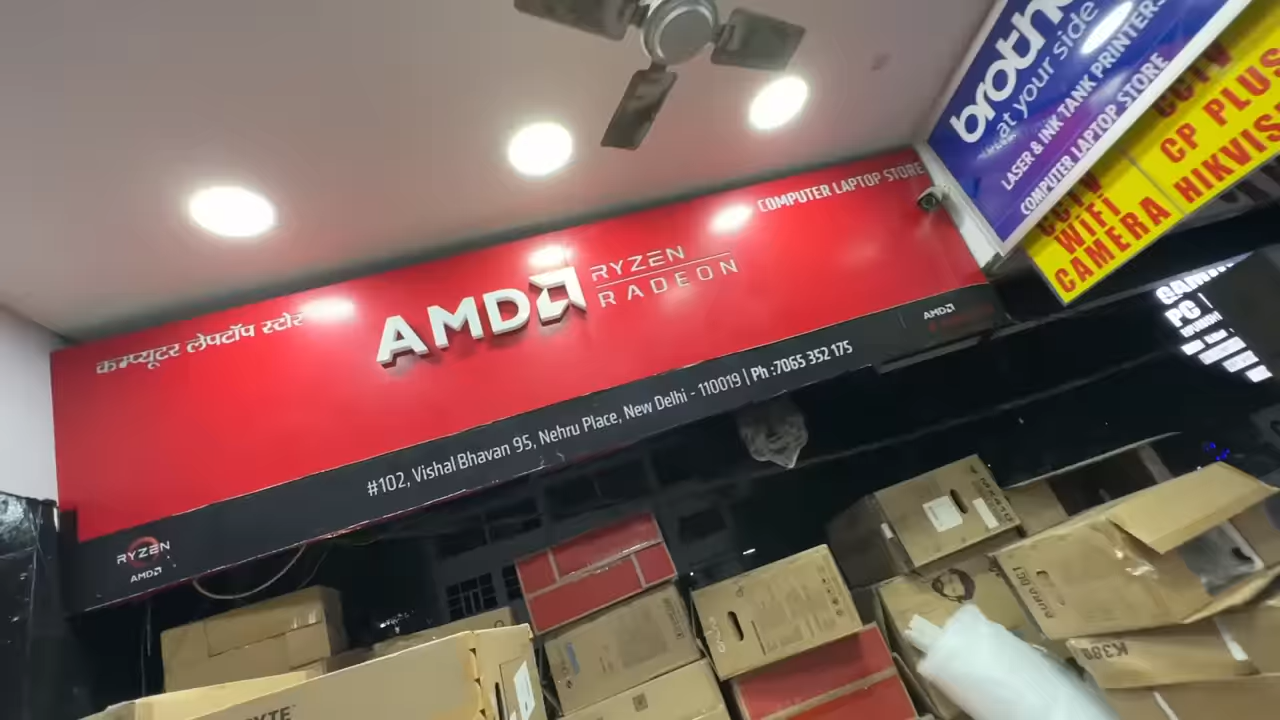 कम्प्यूटर लेपटॉप स्टोर
COMPUTER LAPTOP STORE
AMD
RYZEN
RADEON
#102, Vishal Bhavan 95, Nehru Place, New Delhi - 110019 | Ph :7065 352 175
RYZEN
AMD
AMD
brother
at your side
LASER & INK TANK PRINTERS
COMPUTER LAPTOP STORE
CCTV
WIFI
CAMERA
CCTV
CP PLUS
HIKVIS
PC
K380